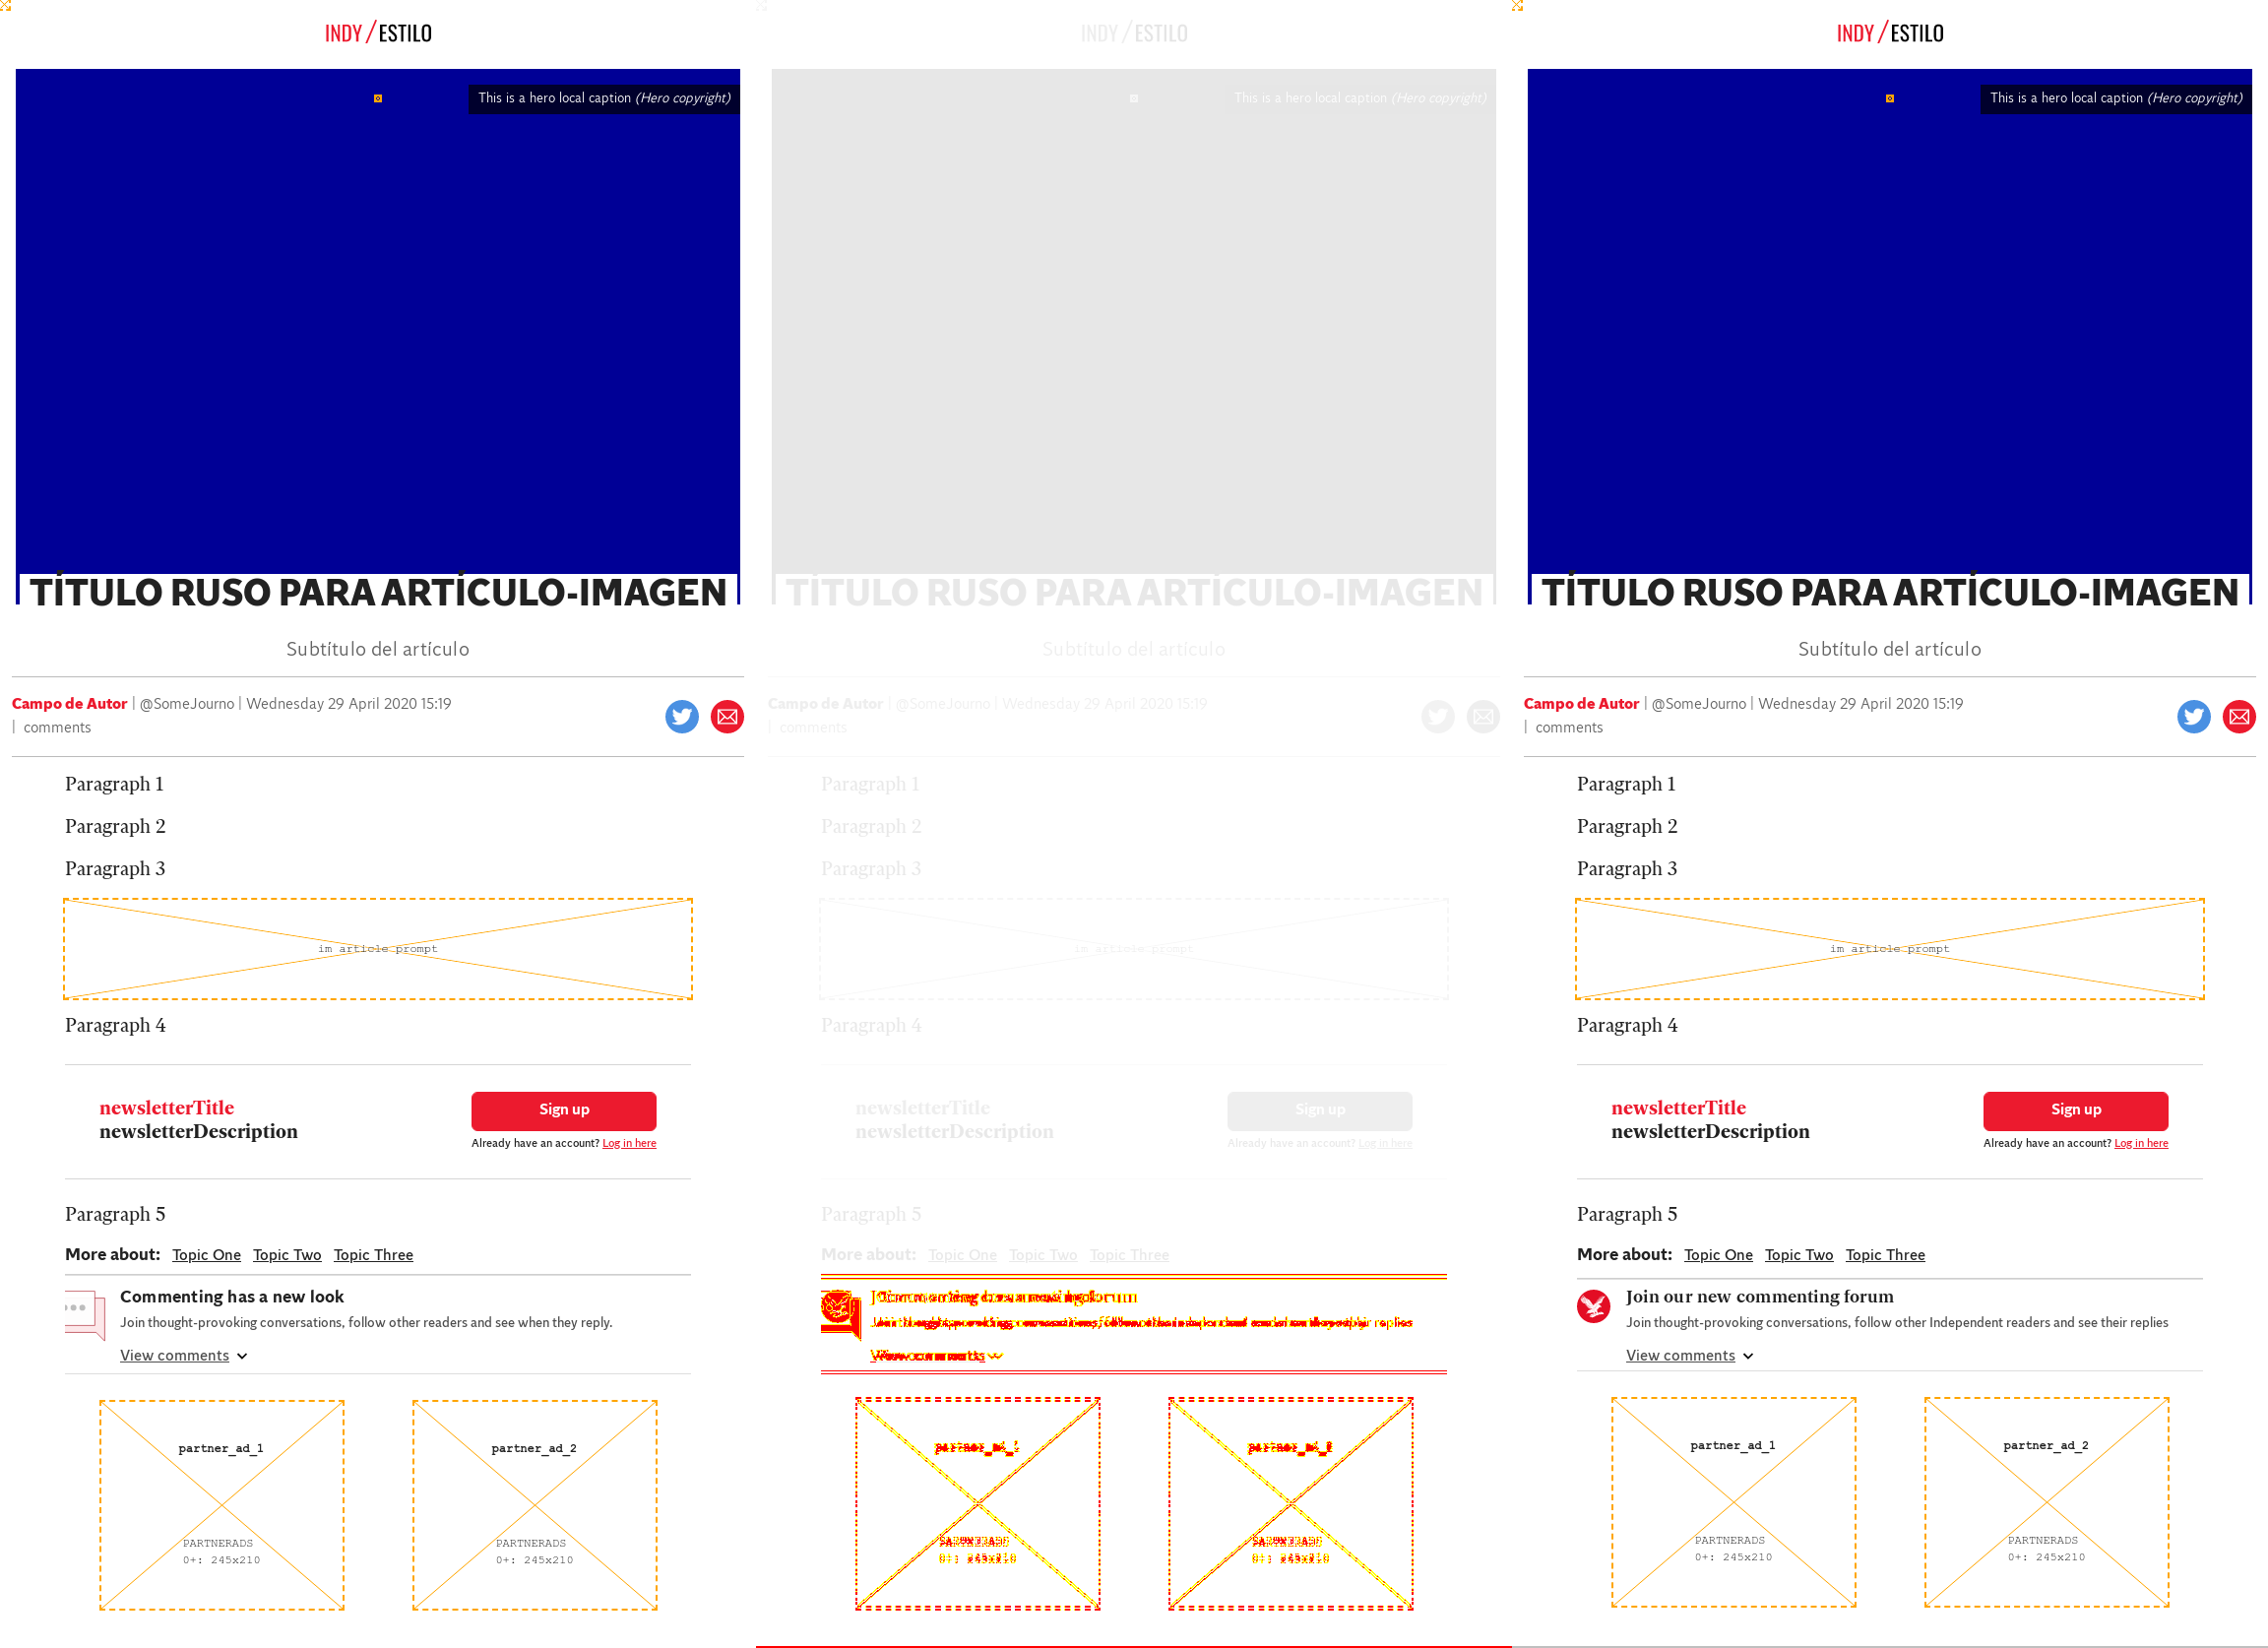 INDY/ESTILO
This is a hero local caption (Hero copyright)
TÍTULO RUSO PARA ARTÍCULO-IMAGEN
Subtítulo del artículo
Campo de Autor | @SomeJourno | Wednesday 29 April 2020 15:19
| comments
Paragraph 1
Paragraph 2
Paragraph 3
im article prompt
Paragraph 4
newsletterTitle
newsletterDescription
Sign up
Already have an account? Log in here
Paragraph 5
More about: Topic One Topic Two Topic Three
Commenting has a new look
Join thought-provoking conversations, follow other readers and see when they reply.
View comments
partner_ad_1
PARTNERADS
0+: 245x210
partner_ad_2
PARTNERADS
0+: 245x210
INDY/ESTILO
This is a hero local caption (Hero copyright)
TÍTULO RUSO PARA ARTÍCULO-IMAGEN
Subtítulo del artículo
Campo de Autor | @SomeJourno | Wednesday 29 April 2020 15:19
| comments
Paragraph 1
Paragraph 2
Paragraph 3
im article prompt
Paragraph 4
newsletterTitle
newsletterDescription
Sign up
Already have an account? Log in here
Paragraph 5
More about: Topic One Topic Two Topic Three
INDY/ESTILO
This is a hero local caption (Hero copyright)
TÍTULO RUSO PARA ARTÍCULO-IMAGEN
Subtítulo del artículo
Campo de Autor | @SomeJourno | Wednesday 29 April 2020 15:19
| comments
Paragraph 1
Paragraph 2
Paragraph 3
im article prompt
Paragraph 4
newsletterTitle
newsletterDescription
Sign up
Already have an account? Log in here
Paragraph 5
More about: Topic One Topic Two Topic Three
Join our new commenting forum
Join thought-provoking conversations, follow other Independent readers and see their replies
View comments
partner_ad_1
PARTNERADS
0+: 245x210
partner_ad_2
PARTNERADS
0+: 245x210